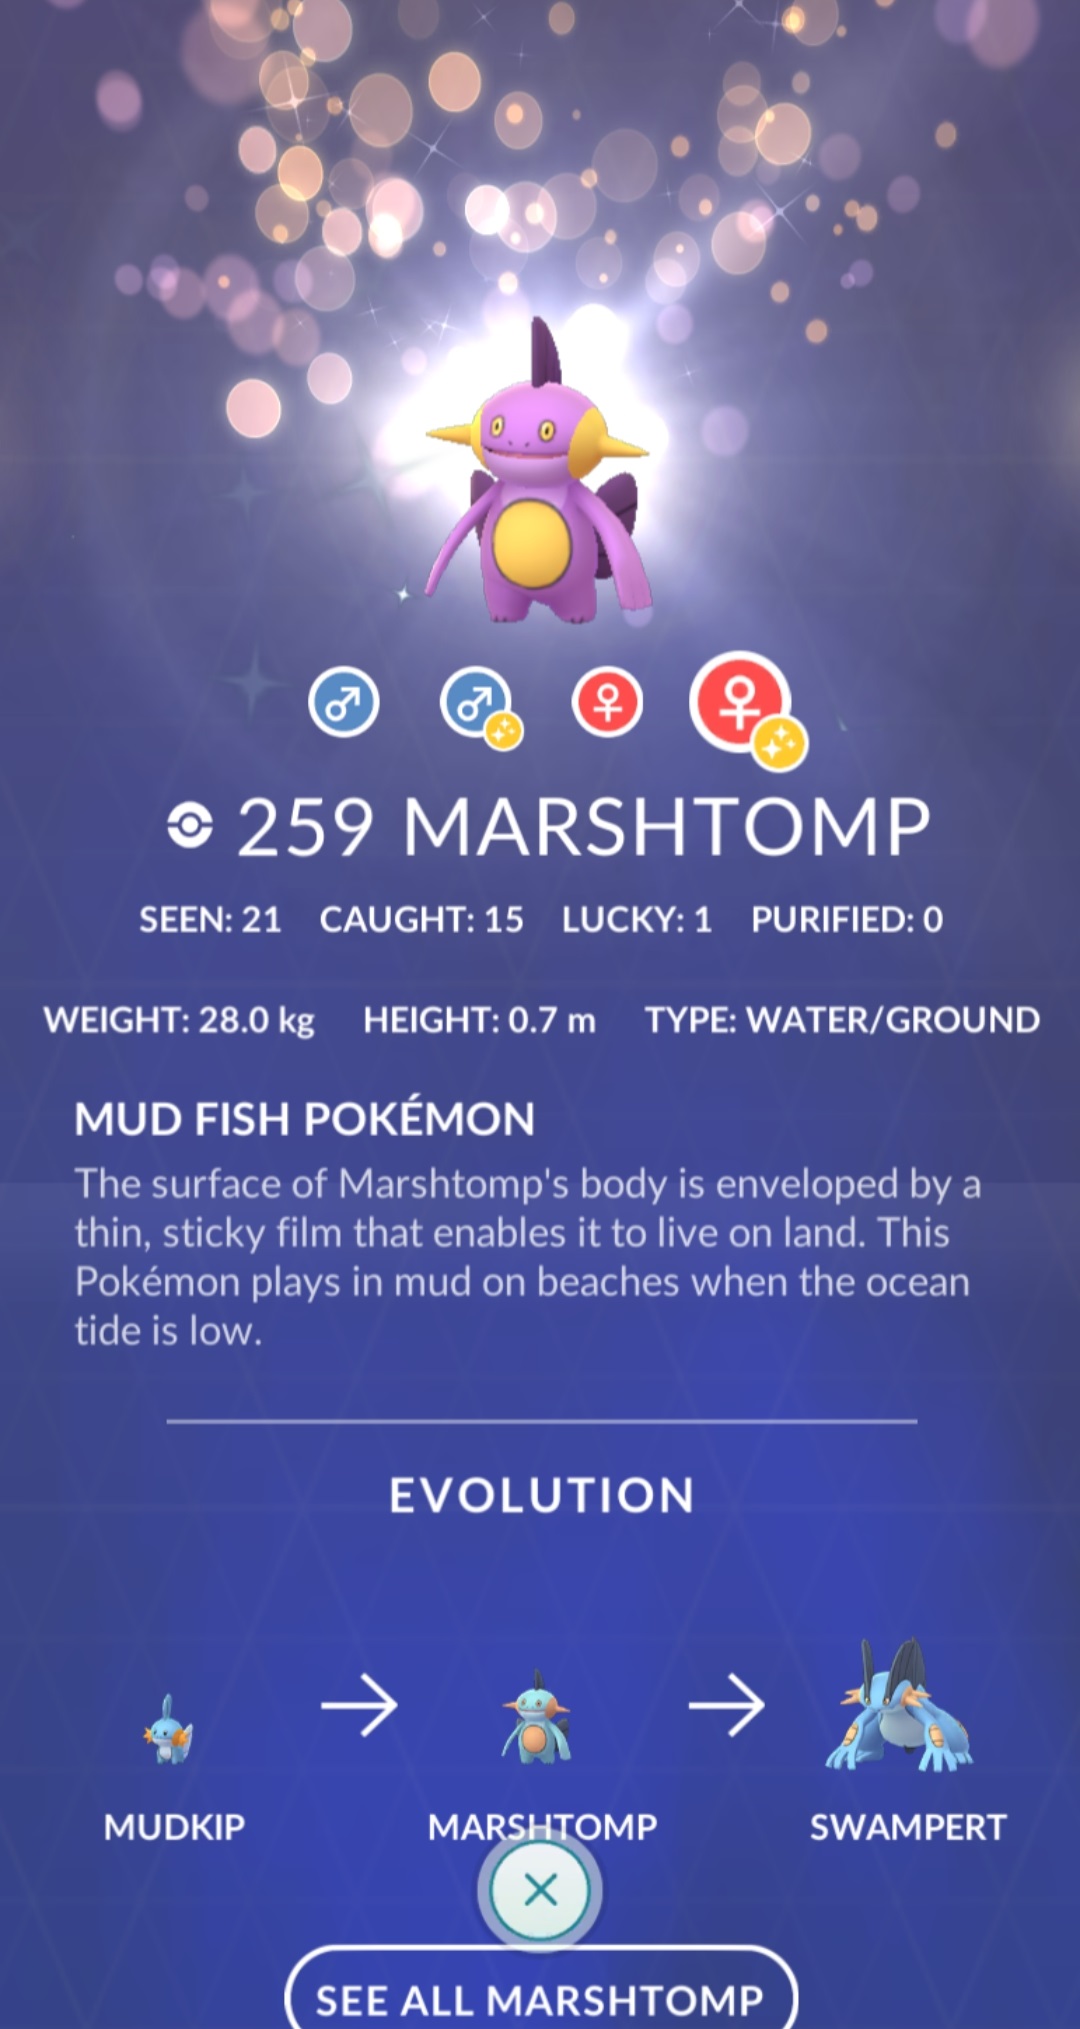 259 MARSHTOMP
SEEN: 21 CAUGHT: 15 LUCKY: 1 PURIFIED: 0
WEIGHT: 28.0 kg HEIGHT: 0.7 m TYPE: WATER/GROUND
MUD FISH POKÉMON
The surface of Marshtomp's body is enveloped by a
thin, sticky film that enables it to live on land. This
Pokémon plays in mud on beaches when the ocean
tide is low.
EVOLUTION
MUDKIP MARSHTOMP SWAMPERT
SEE ALL MARSHTOMP